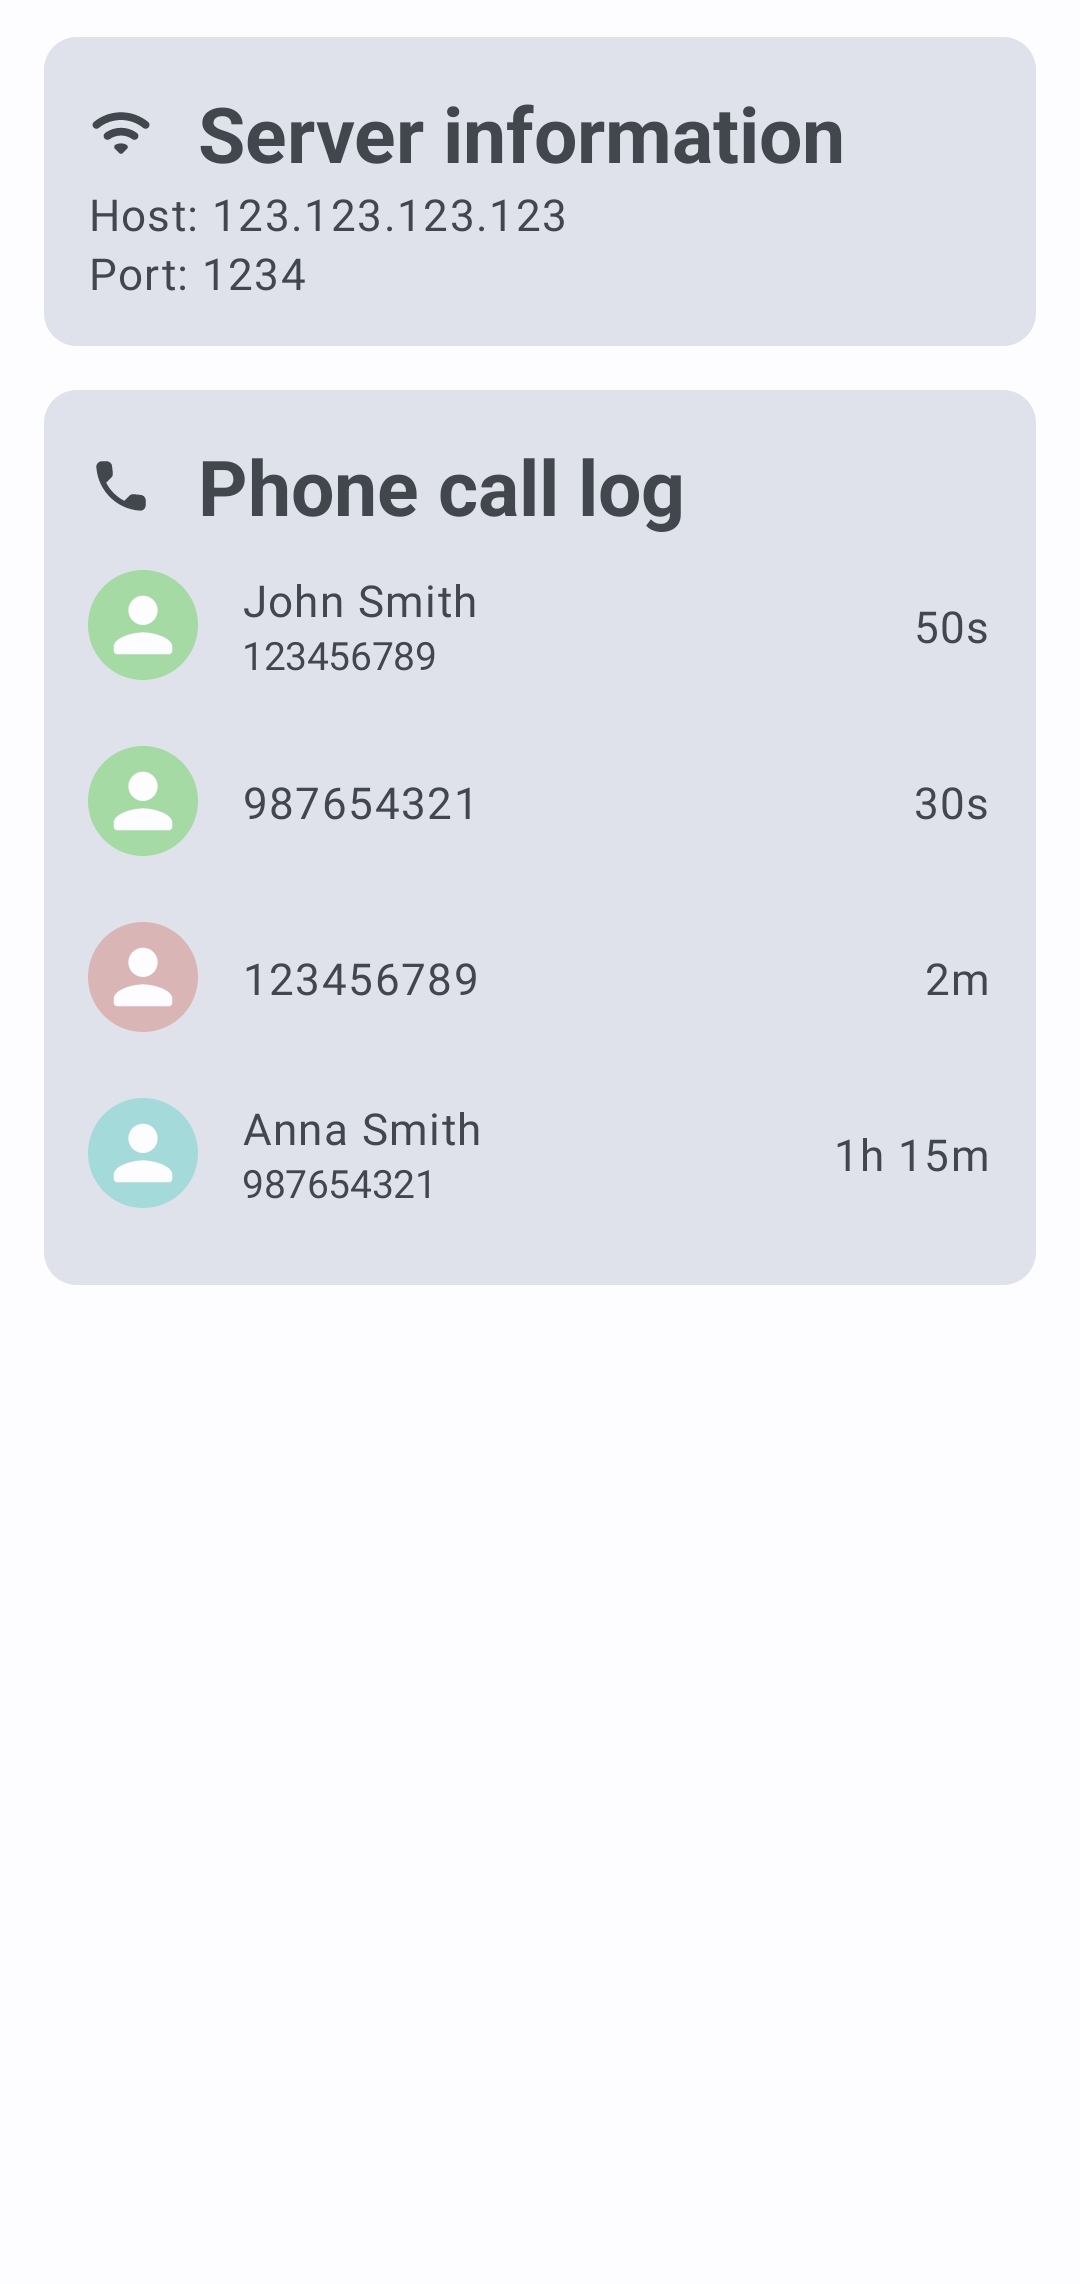 Server information
Host: 123.123.123.123
Port: 1234
Phone call log
John Smith
123456789
50s
987654321
30s
123456789
2m
Anna Smith
987654321
1h 15m